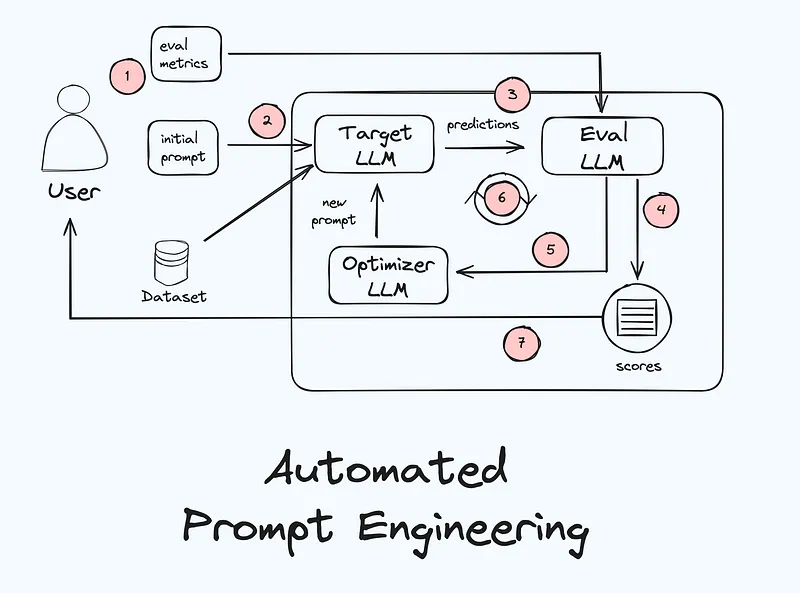 eval
metrics
1
2
3
initial
prompt
Target
LLM
predictions
Eval
LLM
User
new
prompt
6
4
5
Dataset
Optimizer
LLM
7
scores
Automated
Prompt Engineering